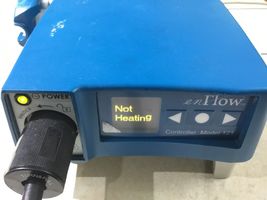 enFlow
POWER
Not
Heating
Controller, Model 121